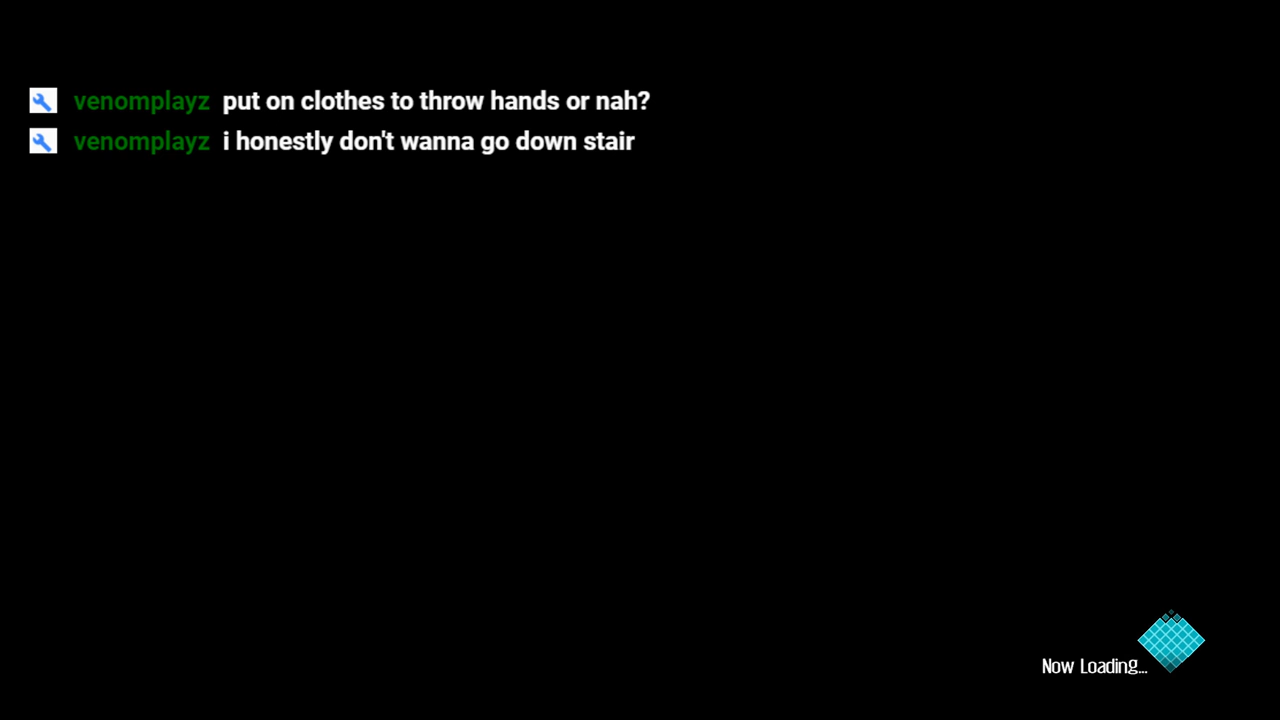 venomplayz put on clothes to throw hands or nah?
venomplayz i honestly don't wanna go down stair
Now Loading...